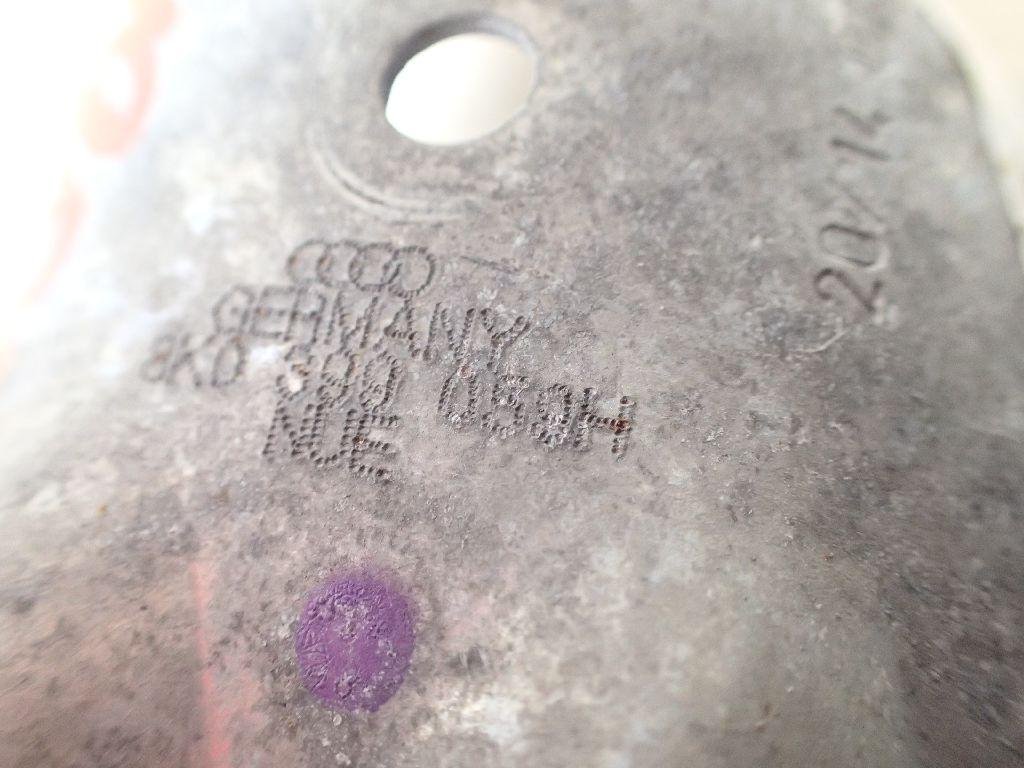 GERMANY
8K0 399 059H
NUE
20/14